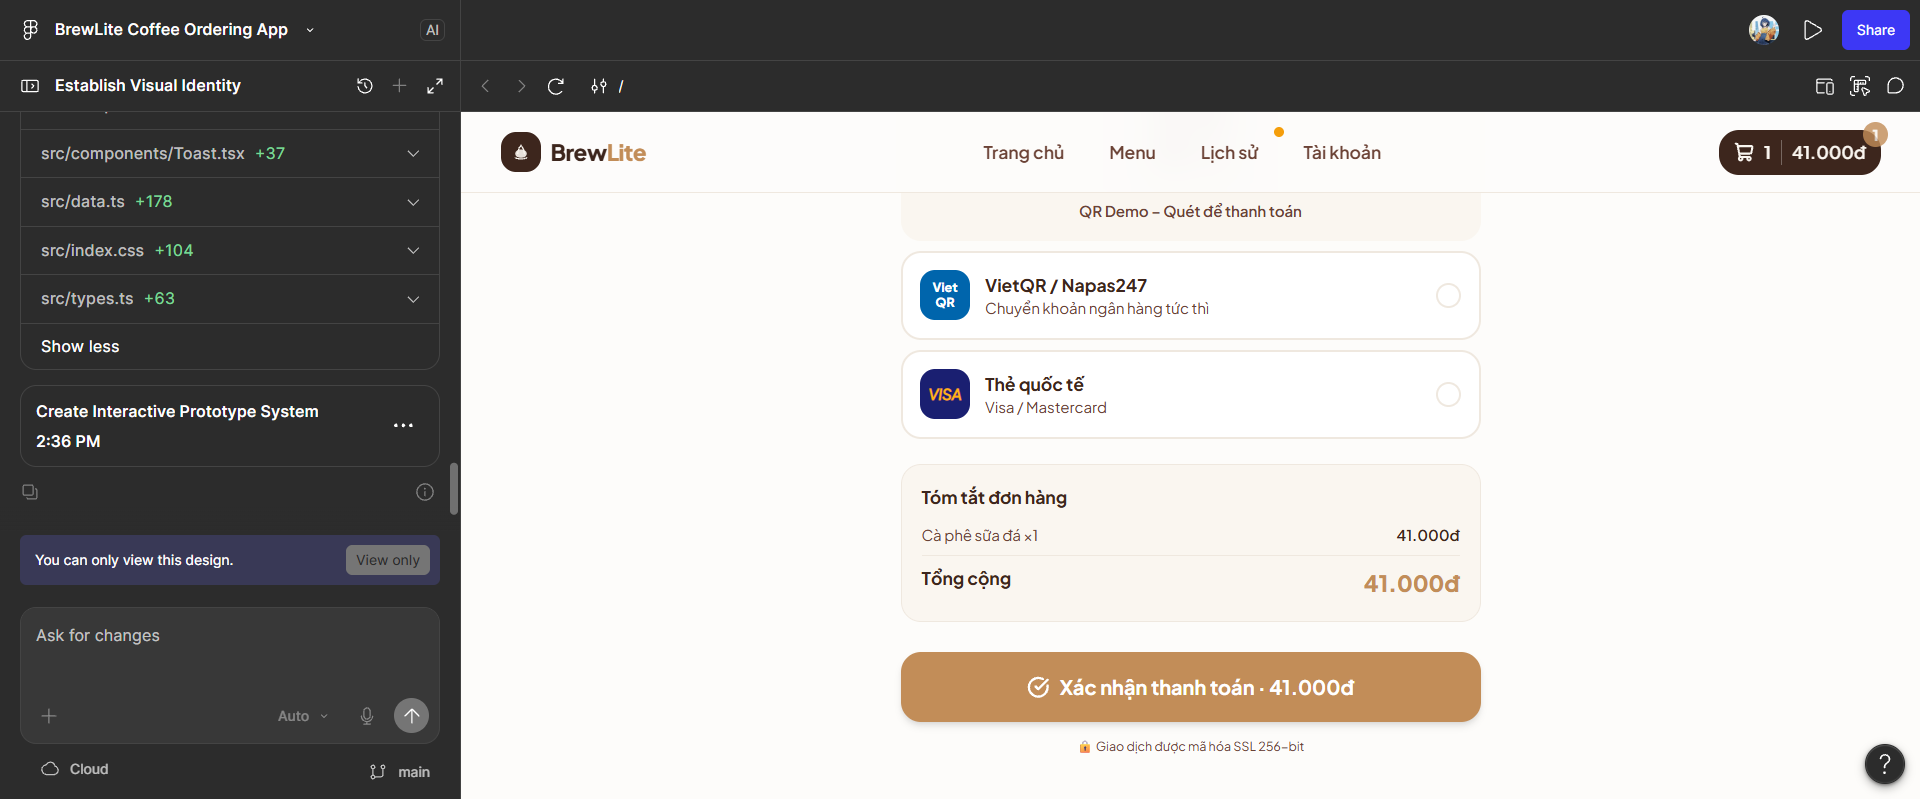 BrewLite Coffee Ordering App
AI
Share
Establish Visual Identity
/
src/components/Toast.tsx +37
src/data.ts +178
src/index.css +104
src/types.ts +63
Show less
Create Interactive Prototype System
2:36 PM
You can only view this design.
View only
Ask for changes
Auto
Cloud
main
BrewLite
Trang chủ
Menu
Lịch sử
Tài khoản
1
1
41.000đ
QR Demo – Quét để thanh toán
Viet
QR
VietQR / Napas247
Chuyển khoản ngân hàng tức thì
VISA
Thẻ quốc tế
Visa / Mastercard
Tóm tắt đơn hàng
Cà phê sữa đá ×1
41.000đ
Tổng cộng
41.000đ
Xác nhận thanh toán · 41.000đ
Giao dịch được mã hóa SSL 256-bit
?